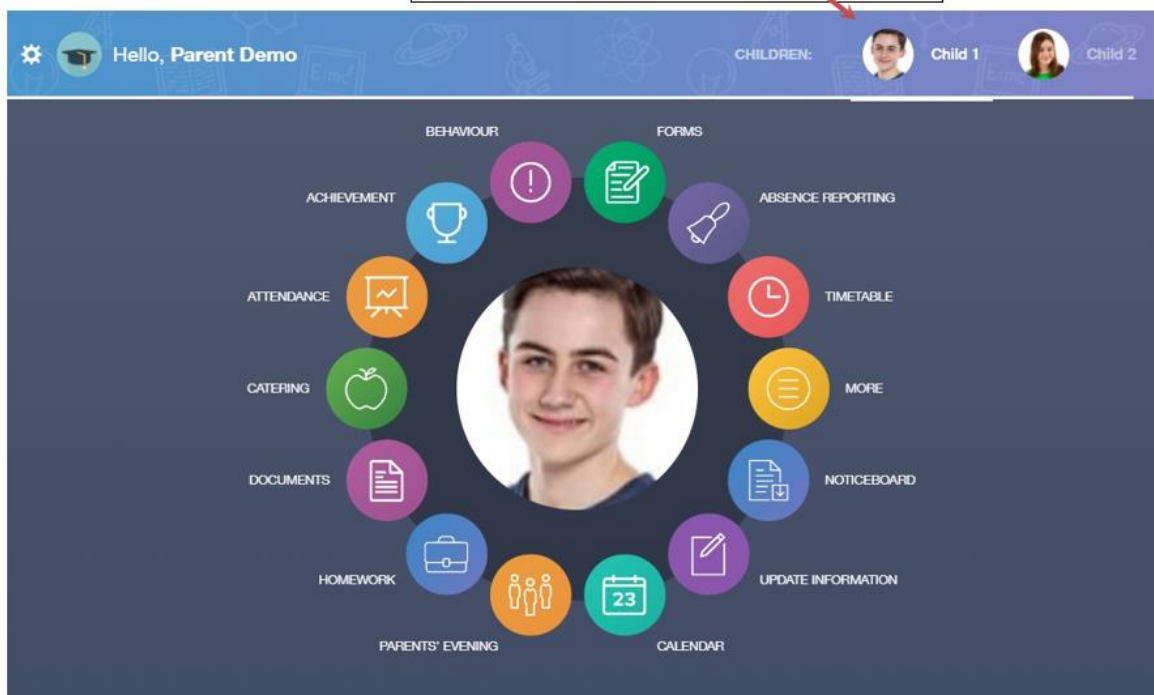 Hello, Parent Demo
CHILDREN:
Child 1
Child 2
BEHAVIOUR
FORMS
ACHIEVEMENT
ABSENCE REPORTING
ATTENDANCE
TIMETABLE
CATERING
MORE
DOCUMENTS
NOTICEBOARD
HOMEWORK
UPDATE INFORMATION
23
PARENTS' EVENING
CALENDAR